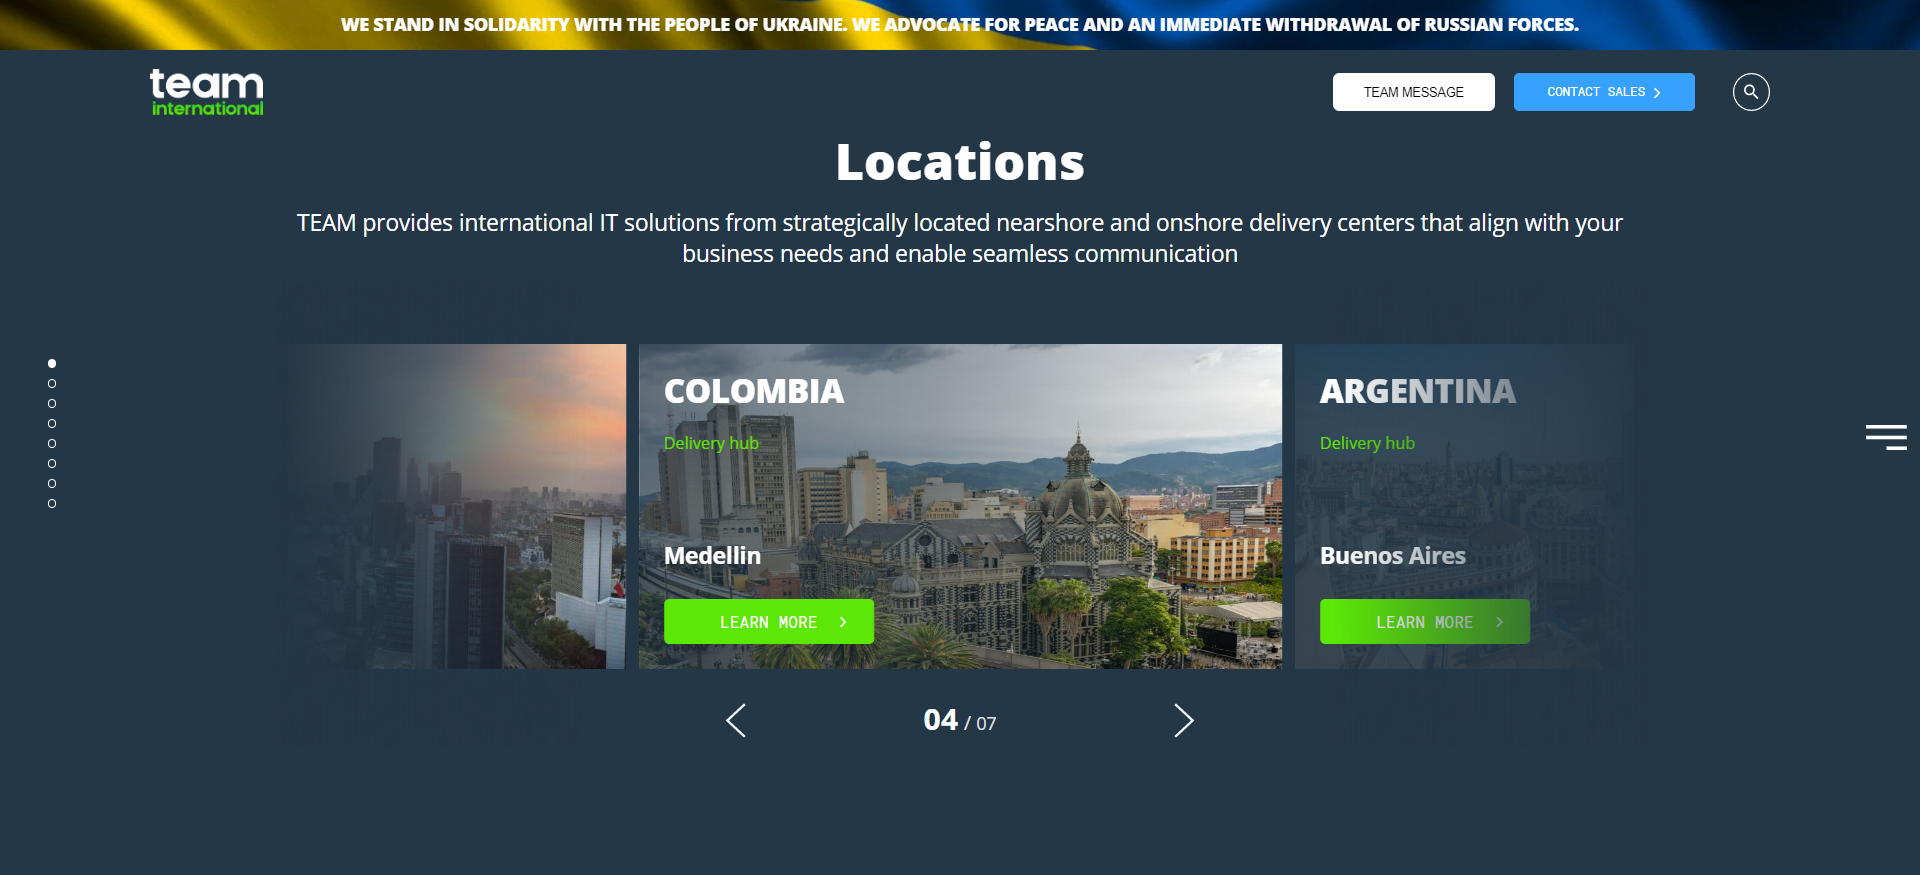 WE STAND IN SOLIDARITY WITH THE PEOPLE OF UKRAINE. WE ADVOCATE FOR PEACE AND AN IMMEDIATE WITHDRAWAL OF RUSSIAN FORCES.
team
international
TEAM MESSAGE
CONTACT SALES
Locations
TEAM provides international IT solutions from strategically located nearshore and onshore delivery centers that align with your
business needs and enable seamless communication
COLOMBIA
Delivery hub
Medellin
LEARN MORE
ARGENTINA
Delivery hub
Buenos Aires
LEARN MORE
04 / 07